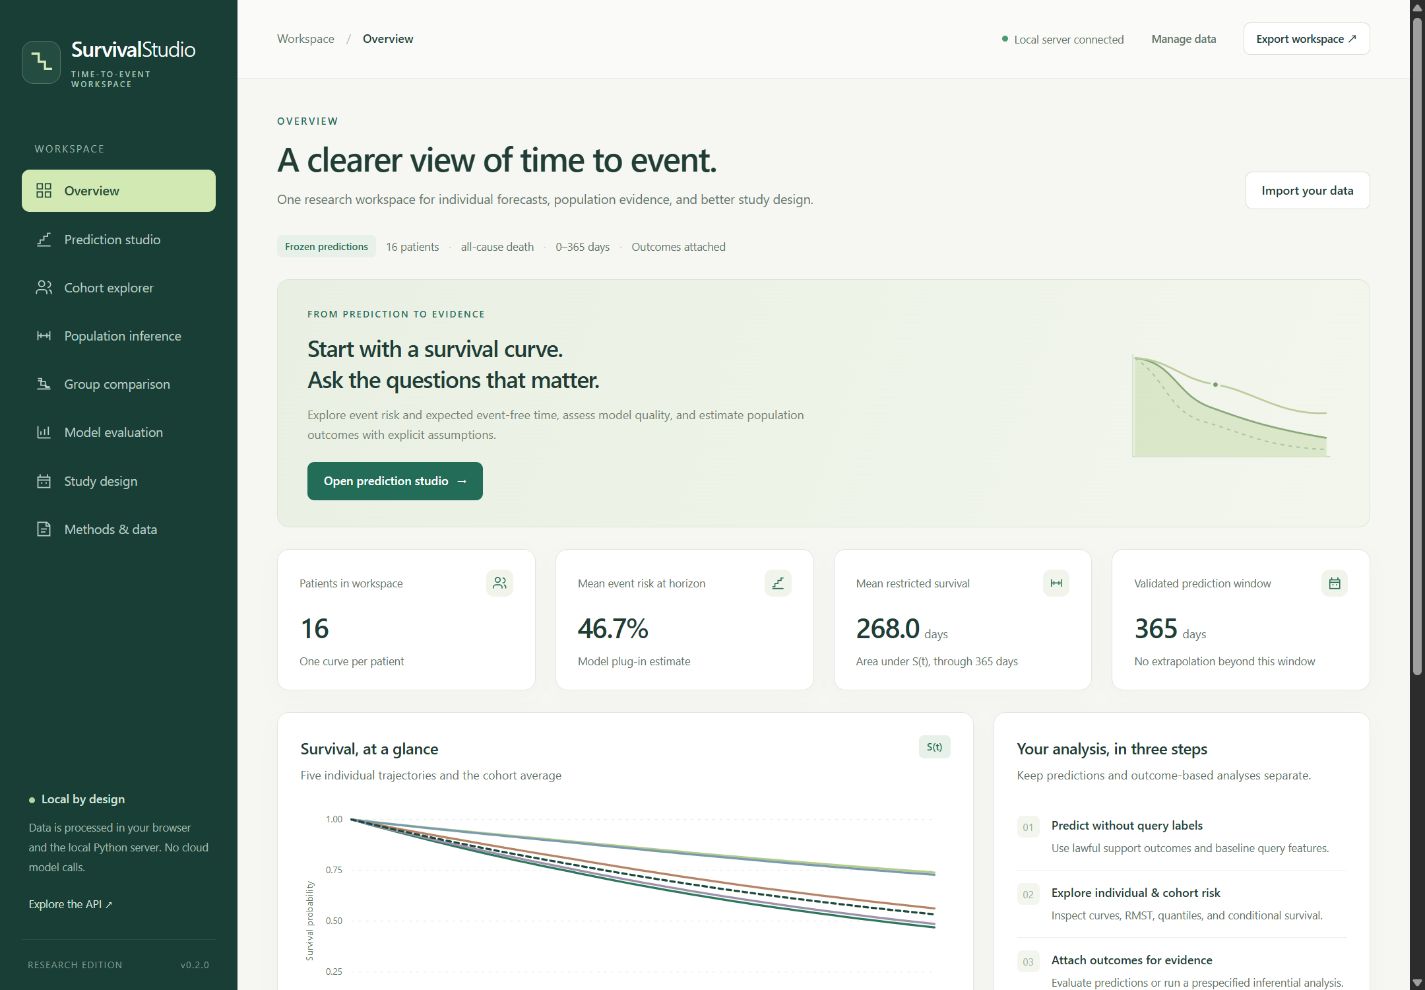 SurvivalStudio
TIME-TO-EVENT
WORKSPACE
WORKSPACE
Overview
Prediction studio
Cohort explorer
Population inference
Group comparison
Model evaluation
Study design
Methods & data
Local by design
Data is processed in your browser
and the local Python server. No cloud
model calls.
Explore the API ↗
RESEARCH EDITION v0.2.0
Workspace / Overview
Local server connected
Manage data
Export workspace ↗
OVERVIEW
A clearer view of time to event.
One research workspace for individual forecasts, population evidence, and better study design.
Import your data
Frozen predictions 16 patients · all-cause death · 0–365 days · Outcomes attached
FROM PREDICTION TO EVIDENCE
Start with a survival curve.
Ask the questions that matter.
Explore event risk and expected event-free time, assess model quality, and estimate population
outcomes with explicit assumptions.
Open prediction studio →
Patients in workspace
16
One curve per patient
Mean event risk at horizon
46.7%
Model plug-in estimate
Mean restricted survival
268.0 days
Area under S(t), through 365 days
Validated prediction window
365 days
No extrapolation beyond this window
Survival, at a glance
S(t)
Five individual trajectories and the cohort average
1.00
0.75
0.50
0.25
Survival probability
Your analysis, in three steps
Keep predictions and outcome-based analyses separate.
01 Predict without query labels
Use lawful support outcomes and baseline query features.
02 Explore individual & cohort risk
Inspect curves, RMST, quantiles, and conditional survival.
03 Attach outcomes for evidence
Evaluate predictions or run a prespecified inferential analysis.